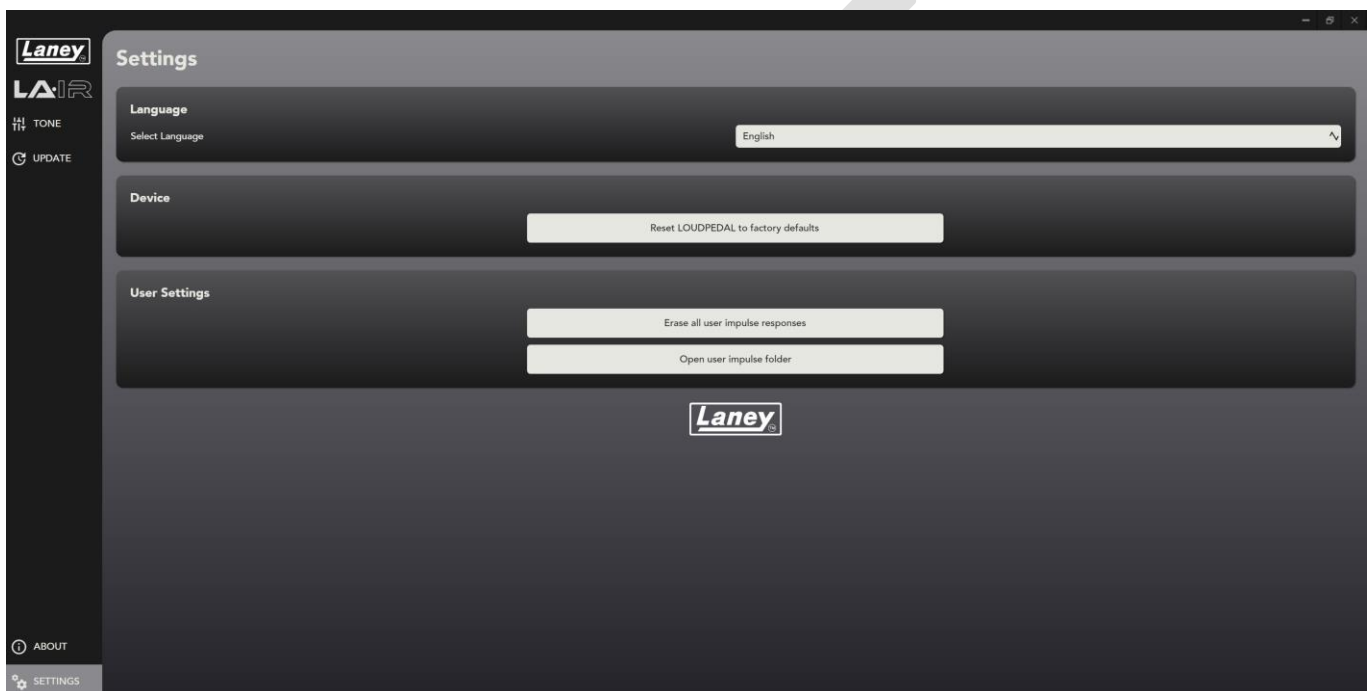 Laney
LA·IR
TONE
UPDATE
Settings
Language
Select Language
English
Device
Reset LOUDPEDAL to factory defaults
User Settings
Erase all user impulse responses
Open user impulse folder
Laney
ABOUT
SETTINGS